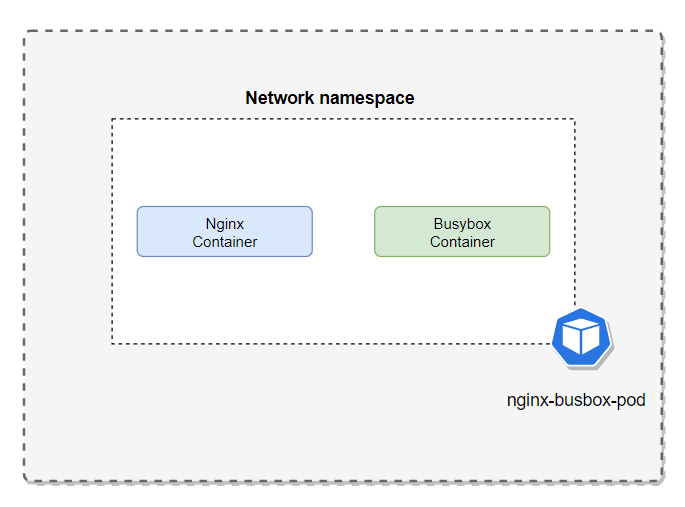 Network namespace
Nginx
Container
Busybox
Container
nginx-busbox-pod